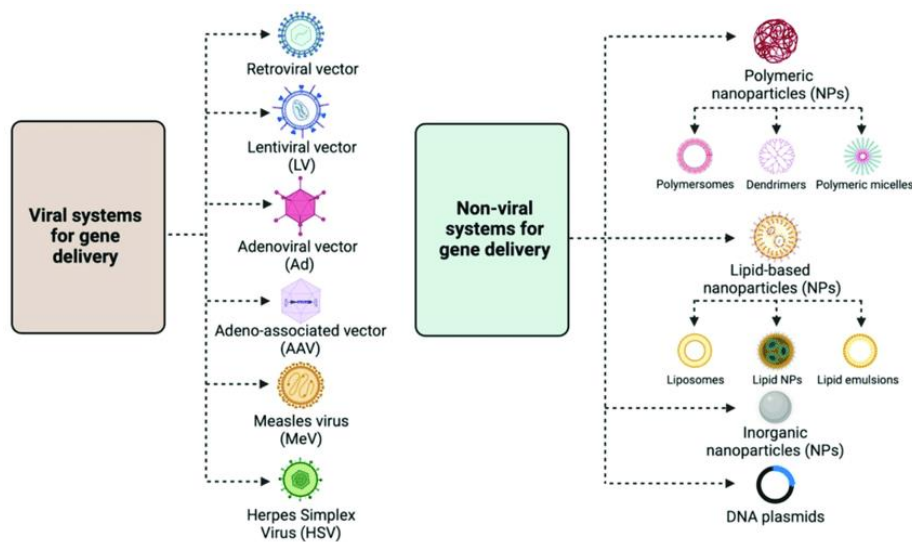 Viral systems
for gene
delivery
Retroviral vector
Lentiviral vector
(LV)
Adenoviral vector
(Ad)
Adeno-associated vector
(AAV)
Measles virus
(MeV)
Herpes Simplex
Virus (HSV)
Non-viral
systems for
gene delivery
Polymeric
nanoparticles (NPs)
Polymersomes
Dendrimers
Polymeric micelles
Lipid-based
nanoparticles (NPs)
Liposomes
Lipid NPs
Lipid emulsions
Inorganic
nanoparticles (NPs)
DNA plasmids